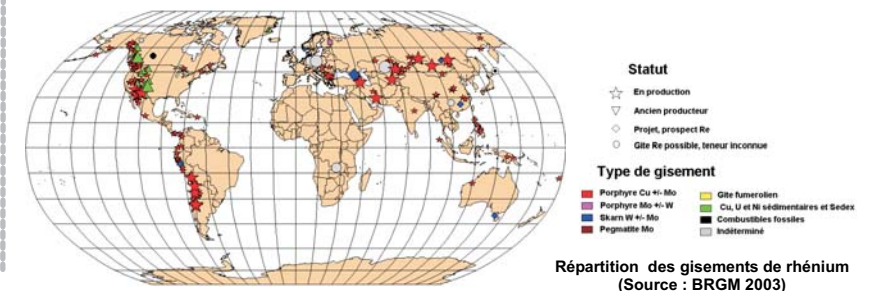 Statut
En production
Ancien producteur
Projet, prospect Re
Gite Re possible, teneur inconnue
Type de gisement
Porphyre Cu +/- Mo
Porphyre Mo +/- W
Skarn W +/- Mo
Pegmatite Mo
Gite fumerolien
Cu, U et Ni sédimentaires et Sedex
Combustibles fossiles
Indéterminé
Répartition des gisements de rhénium
(Source : BRGM 2003)